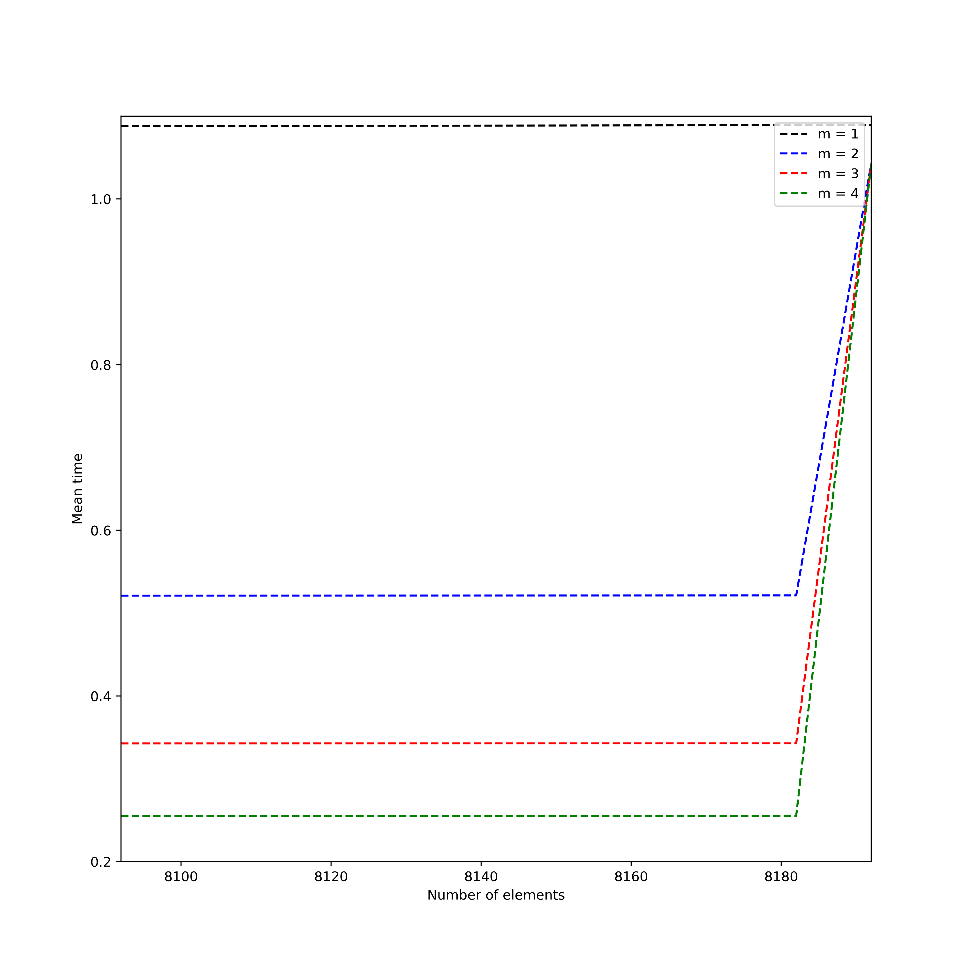 m = 1
m = 2
m = 3
m = 4
1.0
0.8
0.6
0.4
0.2
Mean time
8100 8120 8140 8160 8180
Number of elements